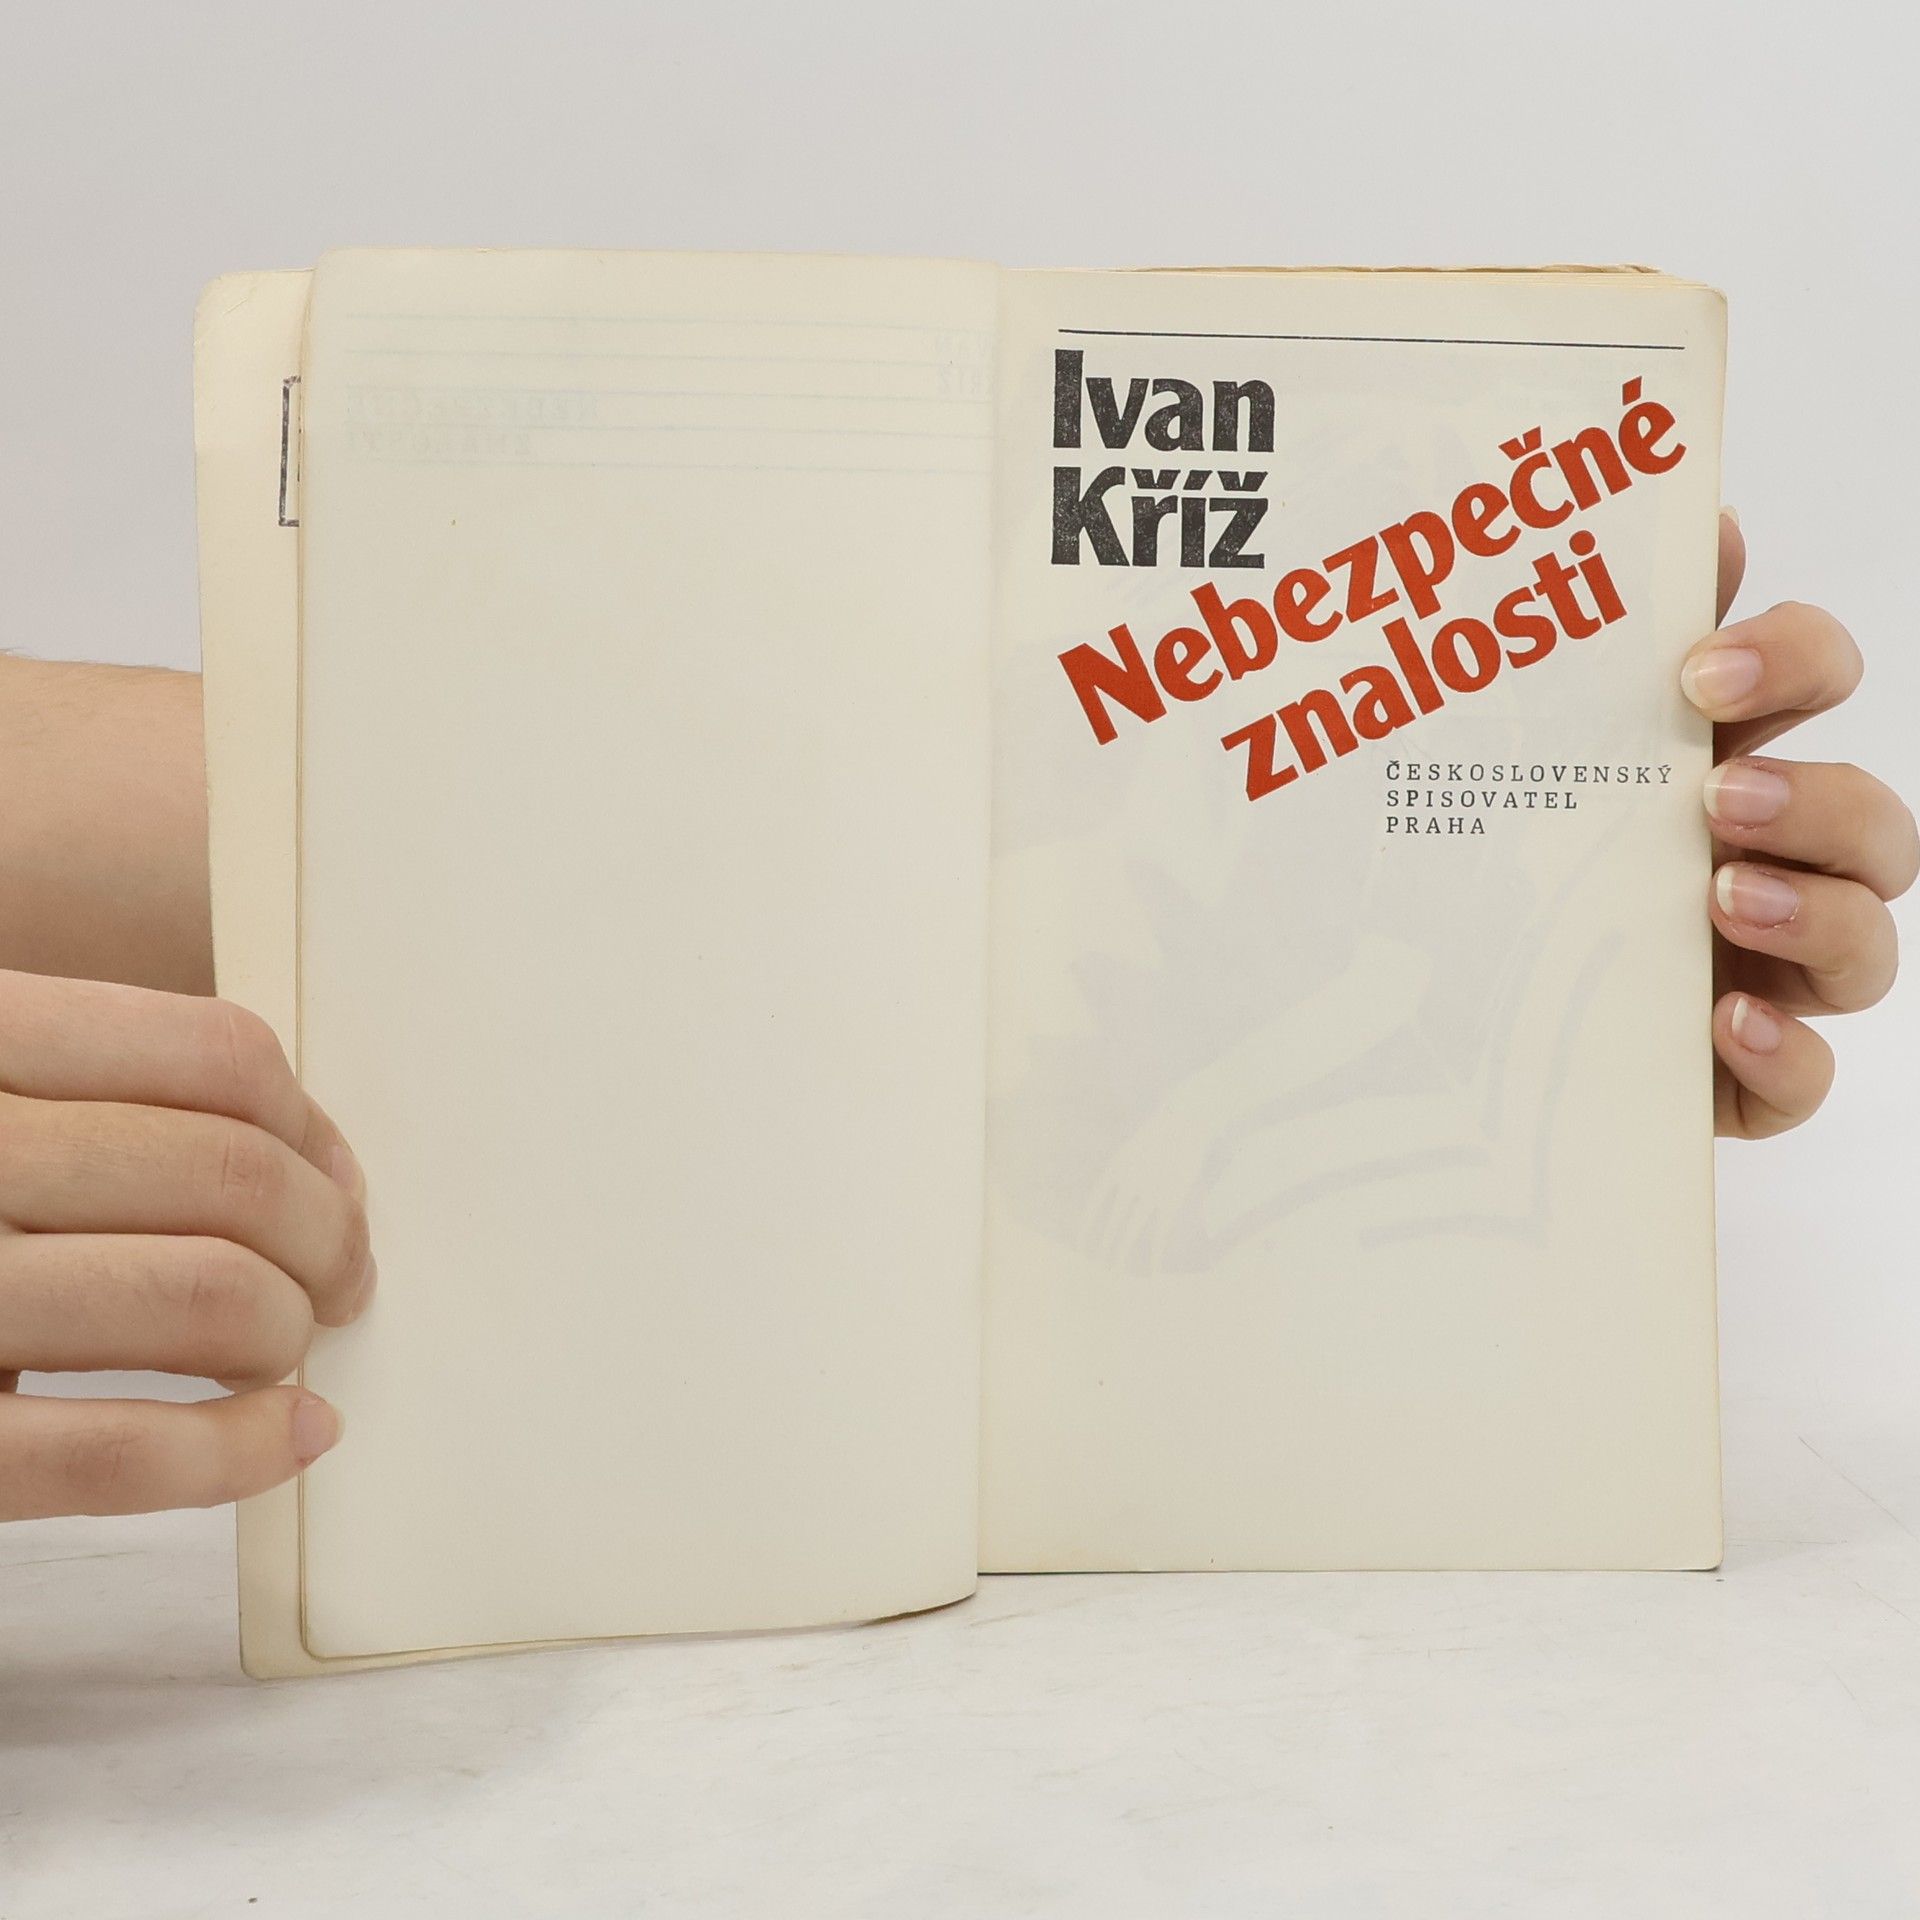 Ivan
Kříž
Nebezpečné
znalosti
ČESKOSLOVENSKÝ
SPISOVATEL
PRAHA